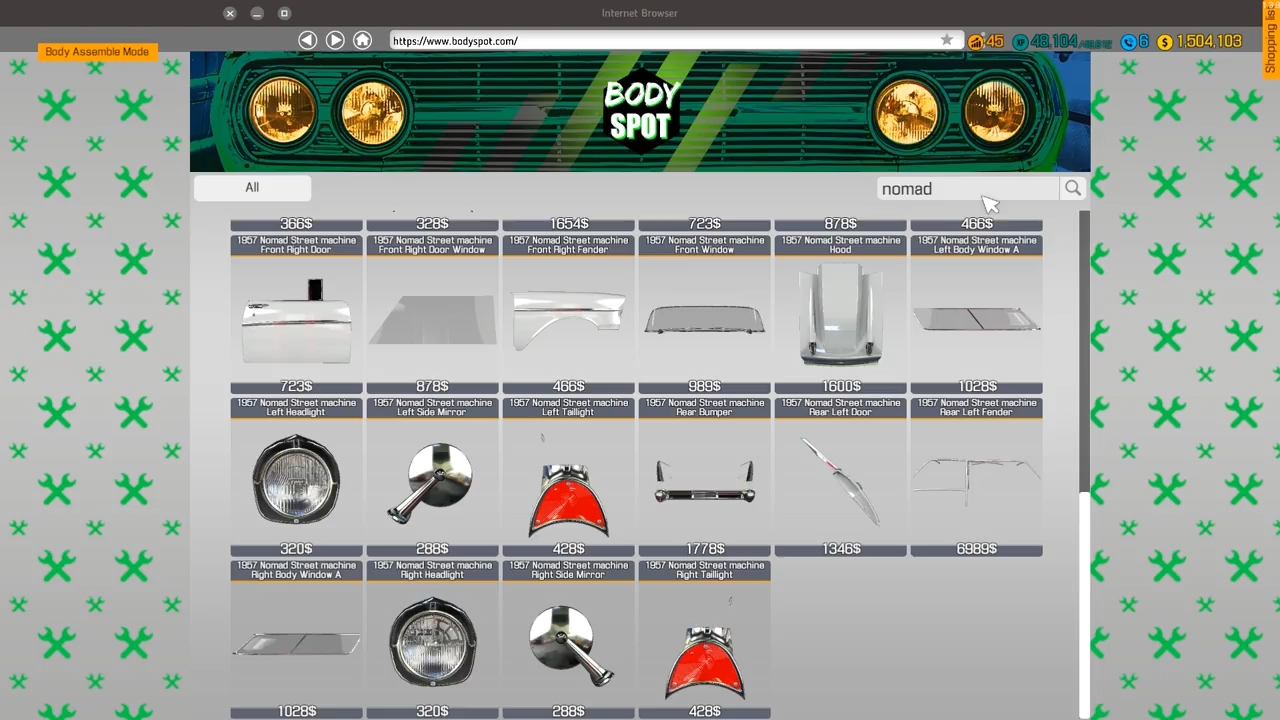 Internet Browser
Shopping list
https://www.bodyspot.com/
45
6
1,504,103
Body Assemble Mode
BODY
SPOT
All
nomad
366$ 328$ 1654$ 723$ 878$ 466$
1957 Nomad Street machine
Front Right Door
1957 Nomad Street machine
Front Right Door Window
1957 Nomad Street machine
Front Right Fender
1957 Nomad Street machine
Front Window
1957 Nomad Street machine
Hood
1957 Nomad Street machine
Left Body Window A
723$ 878$ 466$ 989$ 1600$ 1028$
1957 Nomad Street machine
Left Headlight
1957 Nomad Street machine
Left Side Mirror
1957 Nomad Street machine
Left Taillight
1957 Nomad Street machine
Rear Bumper
1957 Nomad Street machine
Rear Left Door
1957 Nomad Street machine
Rear Left Fender
320$ 288$ 428$ 1778$ 1346$ 6989$
1957 Nomad Street machine
Right Body Window A
1957 Nomad Street machine
Right Headlight
1957 Nomad Street machine
Right Side Mirror
1957 Nomad Street machine
Right Taillight
1028$ 320$ 288$ 428$